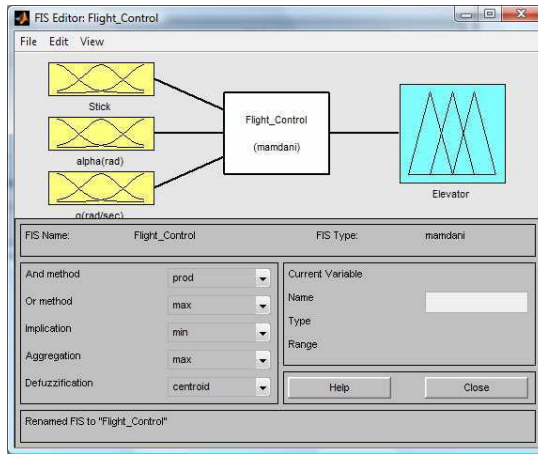 FIS Editor: Flight_Control
File Edit View
Stick
alpha(rad)
q(rad/sec)
Flight_Control
(mamdani)
Elevator
FIS Name: Flight_Control FIS Type: mamdani
And method prod
Or method max
Implication min
Aggregation max
Defuzzification centroid
Current Variable
Name
Type
Range
Help Close
Renamed FIS to "Flight_Control"